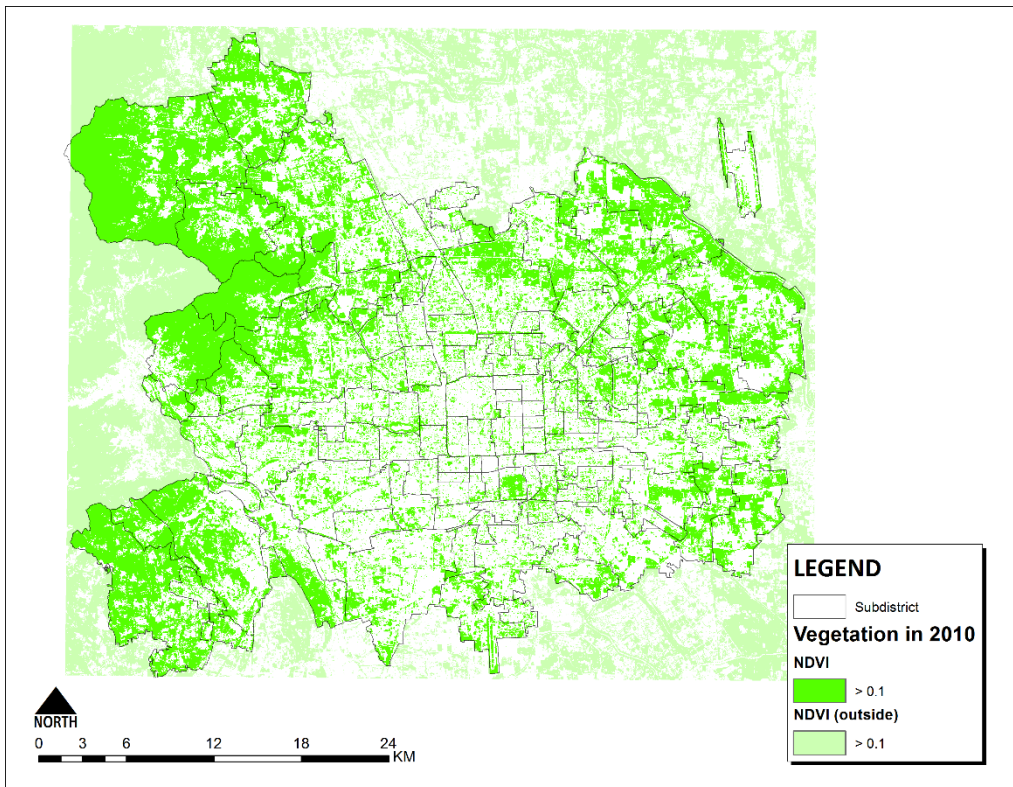 LEGEND
Subdistrict
Vegetation in 2010
NDVI
> 0.1
NDVI (outside)
> 0.1
NORTH
0 3 6 12 18 24
KM